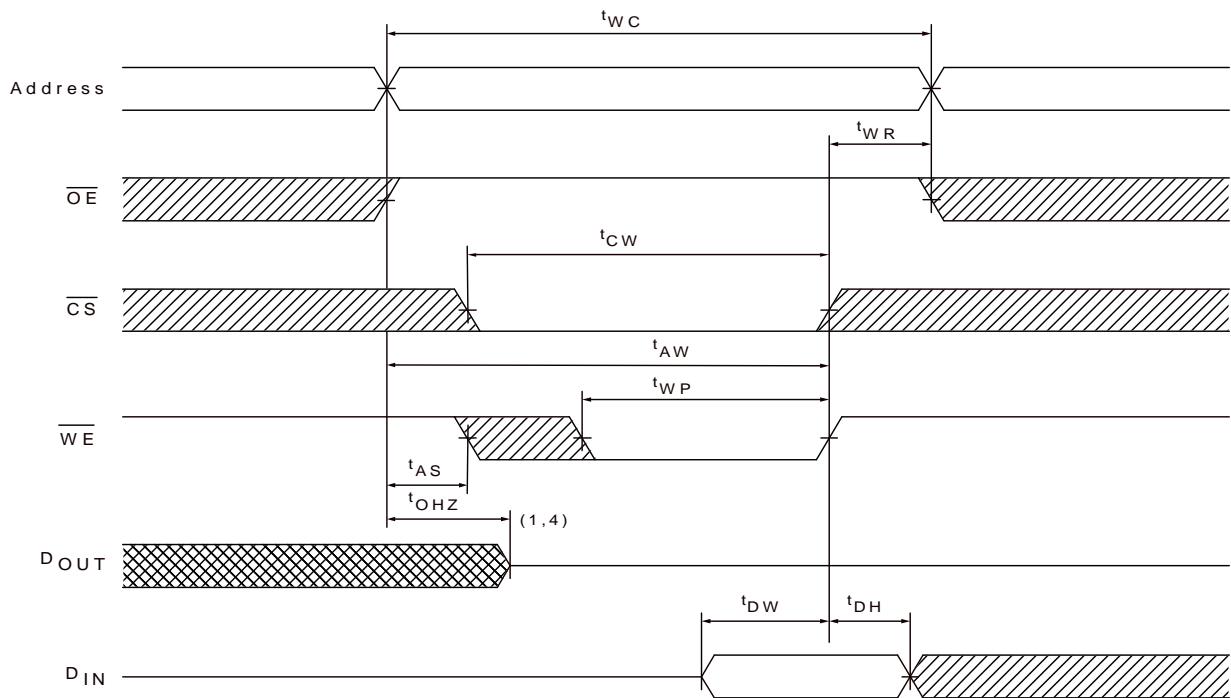 tWC
Address
tWR
OE
tCW
CS
tAW
tWP
WE
tAS
tOHZ (1,4)
DOUT
tDW tDH
DIN